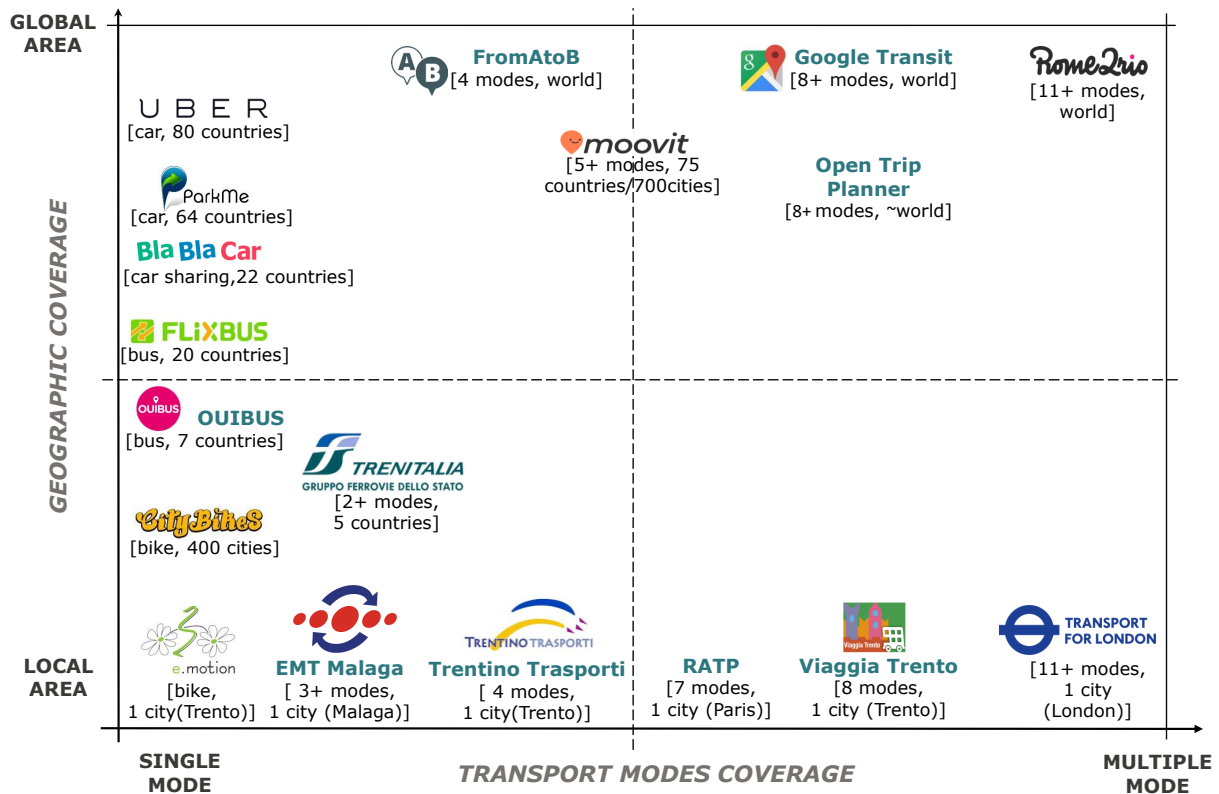 GLOBAL
AREA
A
B
FromAtoB
[4 modes, world]
g
Google Transit
[8+ modes, world]
Rome2rio
[11+ modes,
world]
UBER
[car, 80 countries]
moovit
[5+ modes, 75
countries/700cities]
Open Trip
Planner
[8+ modes, ~world]
ParkMe
[car, 64 countries]
Bla Bla Car
[car sharing,22 countries]
FLiXBUS
[bus, 20 countries]
GEOGRAPHIC COVERAGE
OUIBUS
OUIBUS
[bus, 7 countries]
TRENITALIA
GRUPPO FERROVIE DELLO STATO
[2+ modes,
5 countries]
CityBikes
[bike, 400 cities]
LOCAL
AREA
e.motion
[bike,
1 city(Trento)]
EMT Malaga
[ 3+ modes,
1 city (Malaga)]
TRENTINO TRASPORTI
Trentino Trasporti
[ 4 modes,
1 city(Trento)]
RATP
[7 modes,
1 city (Paris)]
Viaggia Trento
Viaggia Trento
[8 modes,
1 city (Trento)]
TRANSPORT
FOR LONDON
[11+ modes,
1 city
(London)]
SINGLE
MODE
TRANSPORT MODES COVERAGE
MULTIPLE
MODE